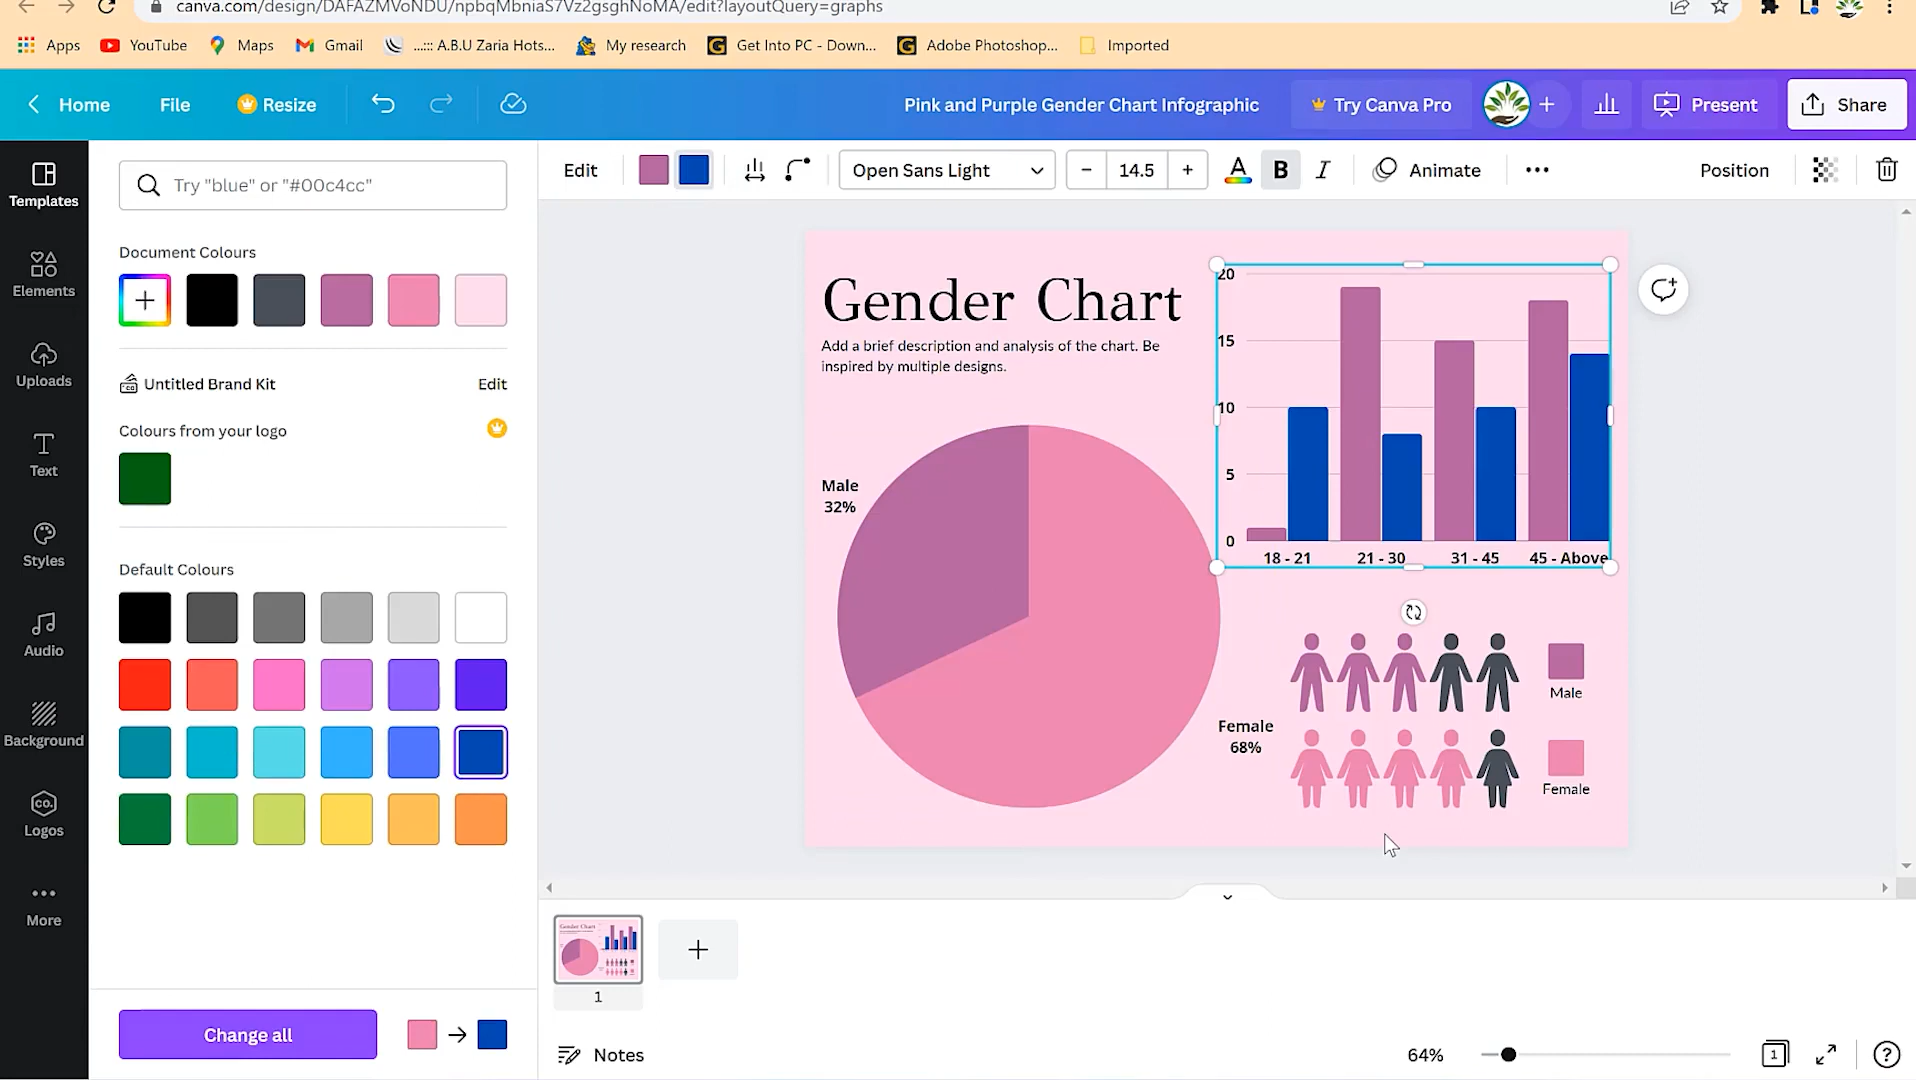 canva.com/design/DAFAZMVoNDU/npbqMbniaS7Vz2gsghNoMA/edit?layoutQuery=graphs
Apps
YouTube
Maps
Gmail
...::: A.B.U Zaria Hots...
My research
Get Into PC - Down...
Adobe Photoshop...
Imported
Home
File
Resize
Pink and Purple Gender Chart Infographic
Try Canva Pro
Present
Share
Templates
Elements
Uploads
Text
Styles
Audio
Background
CO.
Logos
More
Try "blue" or "#00c4cc"
Document Colours
Untitled Brand Kit
Edit
Colours from your logo
Default Colours
Change all
Edit
Open Sans Light
14.5
A
B
I
Animate
Position
Gender Chart
Add a brief description and analysis of the chart. Be
inspired by multiple designs.
Male
32%
Female
68%
20
15
10
5
0
18 - 21
21 - 30
31 - 45
45 - Above
Male
Female
1
Notes
64%
1
?